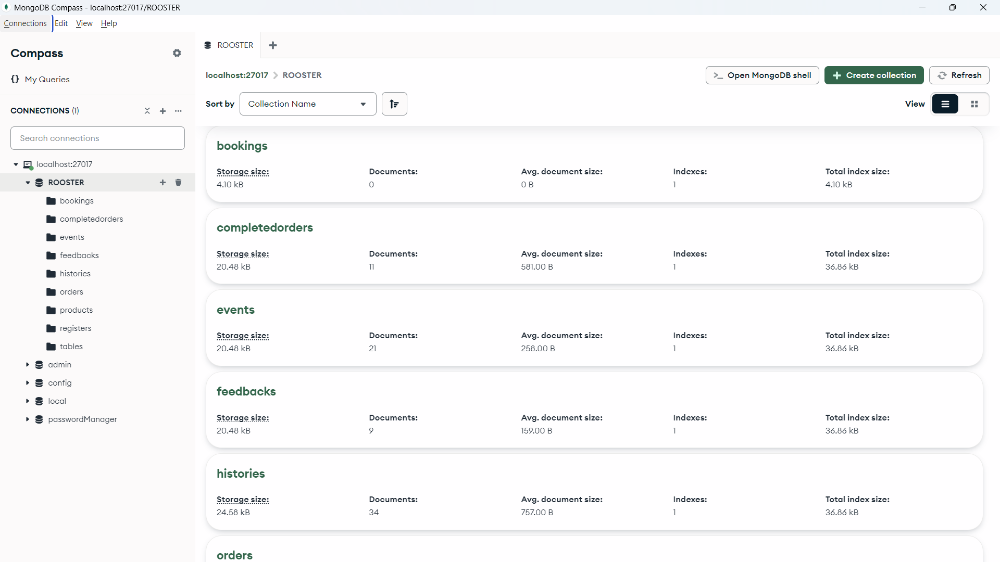 MongoDB Compass - localhost:27017/ROOSTER
Connections Edit View Help
Compass
My Queries
CONNECTIONS (1)
Search connections
localhost:27017
ROOSTER
bookings
completedorders
events
feedbacks
histories
orders
products
registers
tables
admin
config
local
passwordManager
ROOSTER
localhost:27017 ROOSTER
Open MongoDB shell
Create collection
Refresh
Sort by Collection Name
View
bookings
Storage size: Documents: Avg. document size: Indexes: Total index size:
4.10 kB 0 0 B 1 4.10 kB
completedorders
Storage size: Documents: Avg. document size: Indexes: Total index size:
20.48 kB 11 581.00 B 1 36.86 kB
events
Storage size: Documents: Avg. document size: Indexes: Total index size:
20.48 kB 21 258.00 B 1 36.86 kB
feedbacks
Storage size: Documents: Avg. document size: Indexes: Total index size:
20.48 kB 9 159.00 B 1 36.86 kB
histories
Storage size: Documents: Avg. document size: Indexes: Total index size:
24.58 kB 34 757.00 B 1 36.86 kB
orders